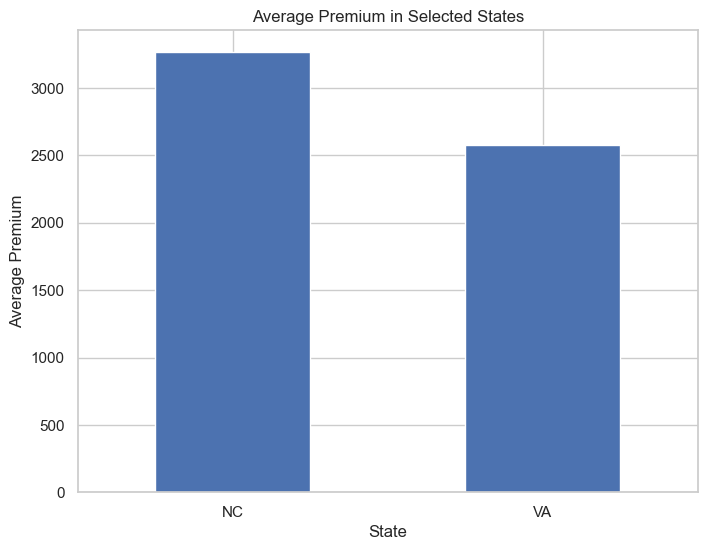 Average Premium in Selected States
3000
2500
2000
1500
1000
500
0
Average Premium
NC
VA
State